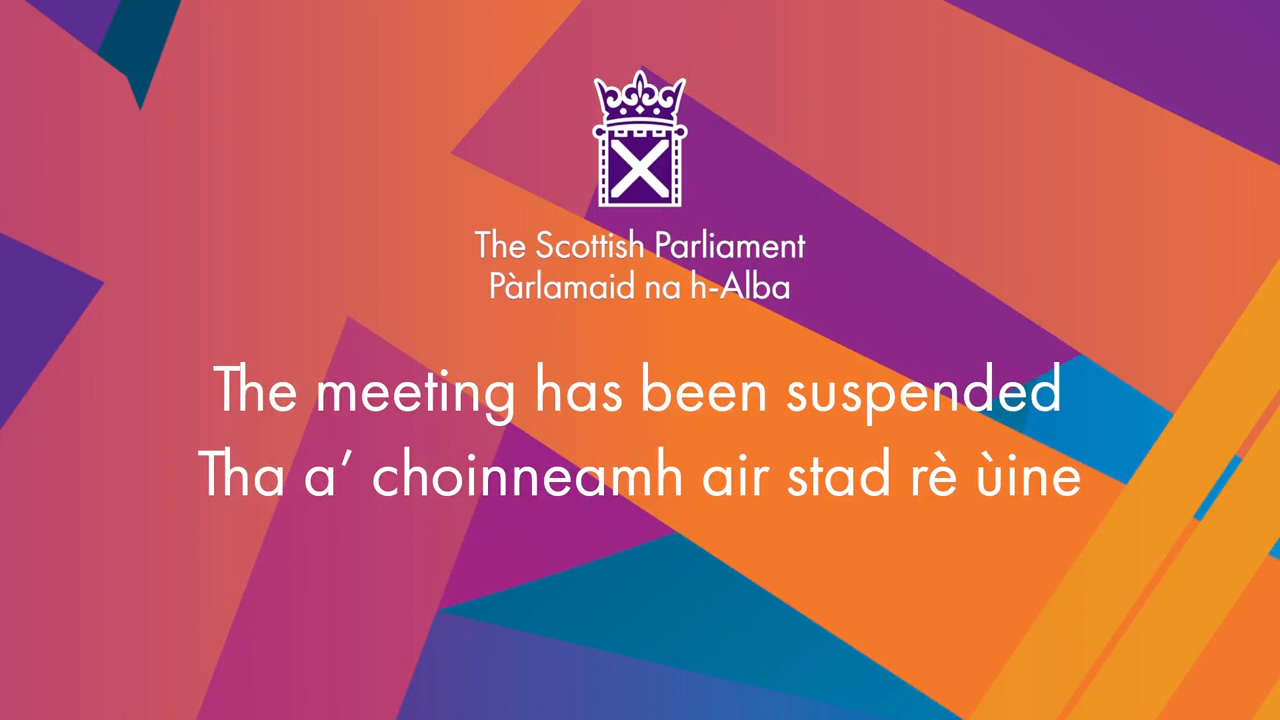 The Scottish Parliament
Pàrlamaid na h-Alba
The meeting has been suspended
Tha a’ choinneamh air stad rè ùine